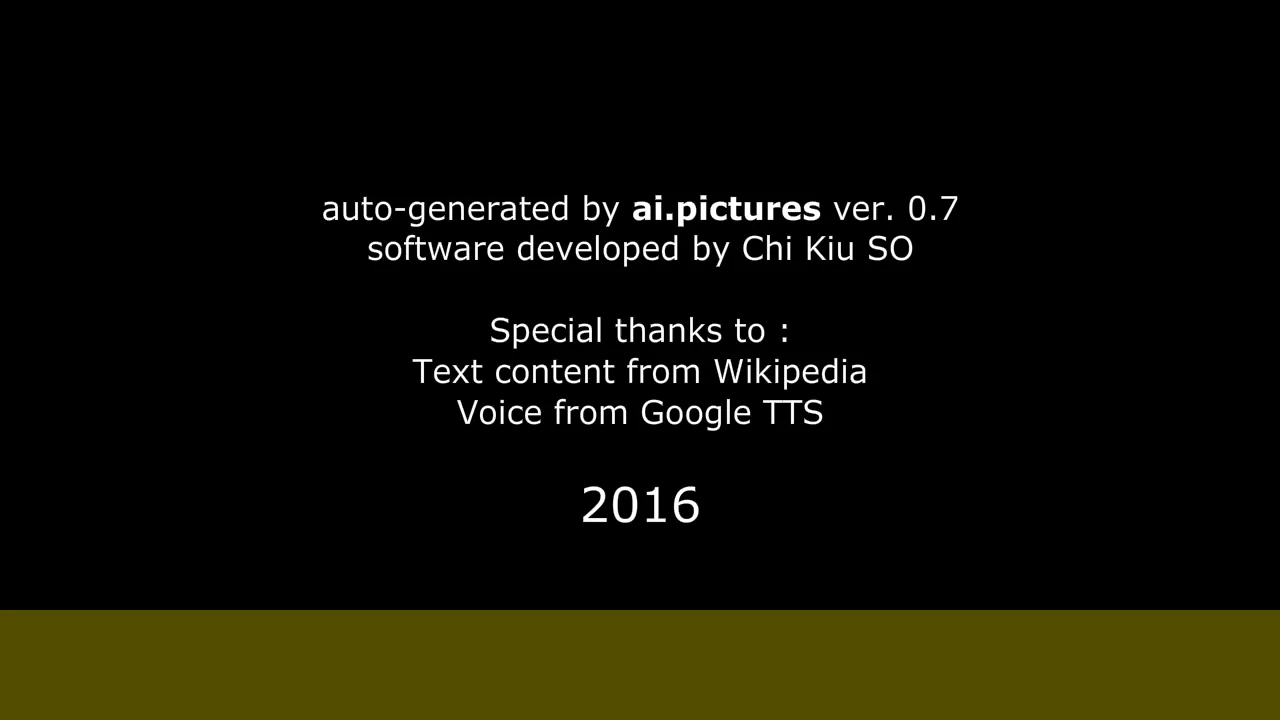 auto-generated by ai.pictures ver. 0.7
software developed by Chi Kiu SO
Special thanks to :
Text content from Wikipedia
Voice from Google TTS
2016